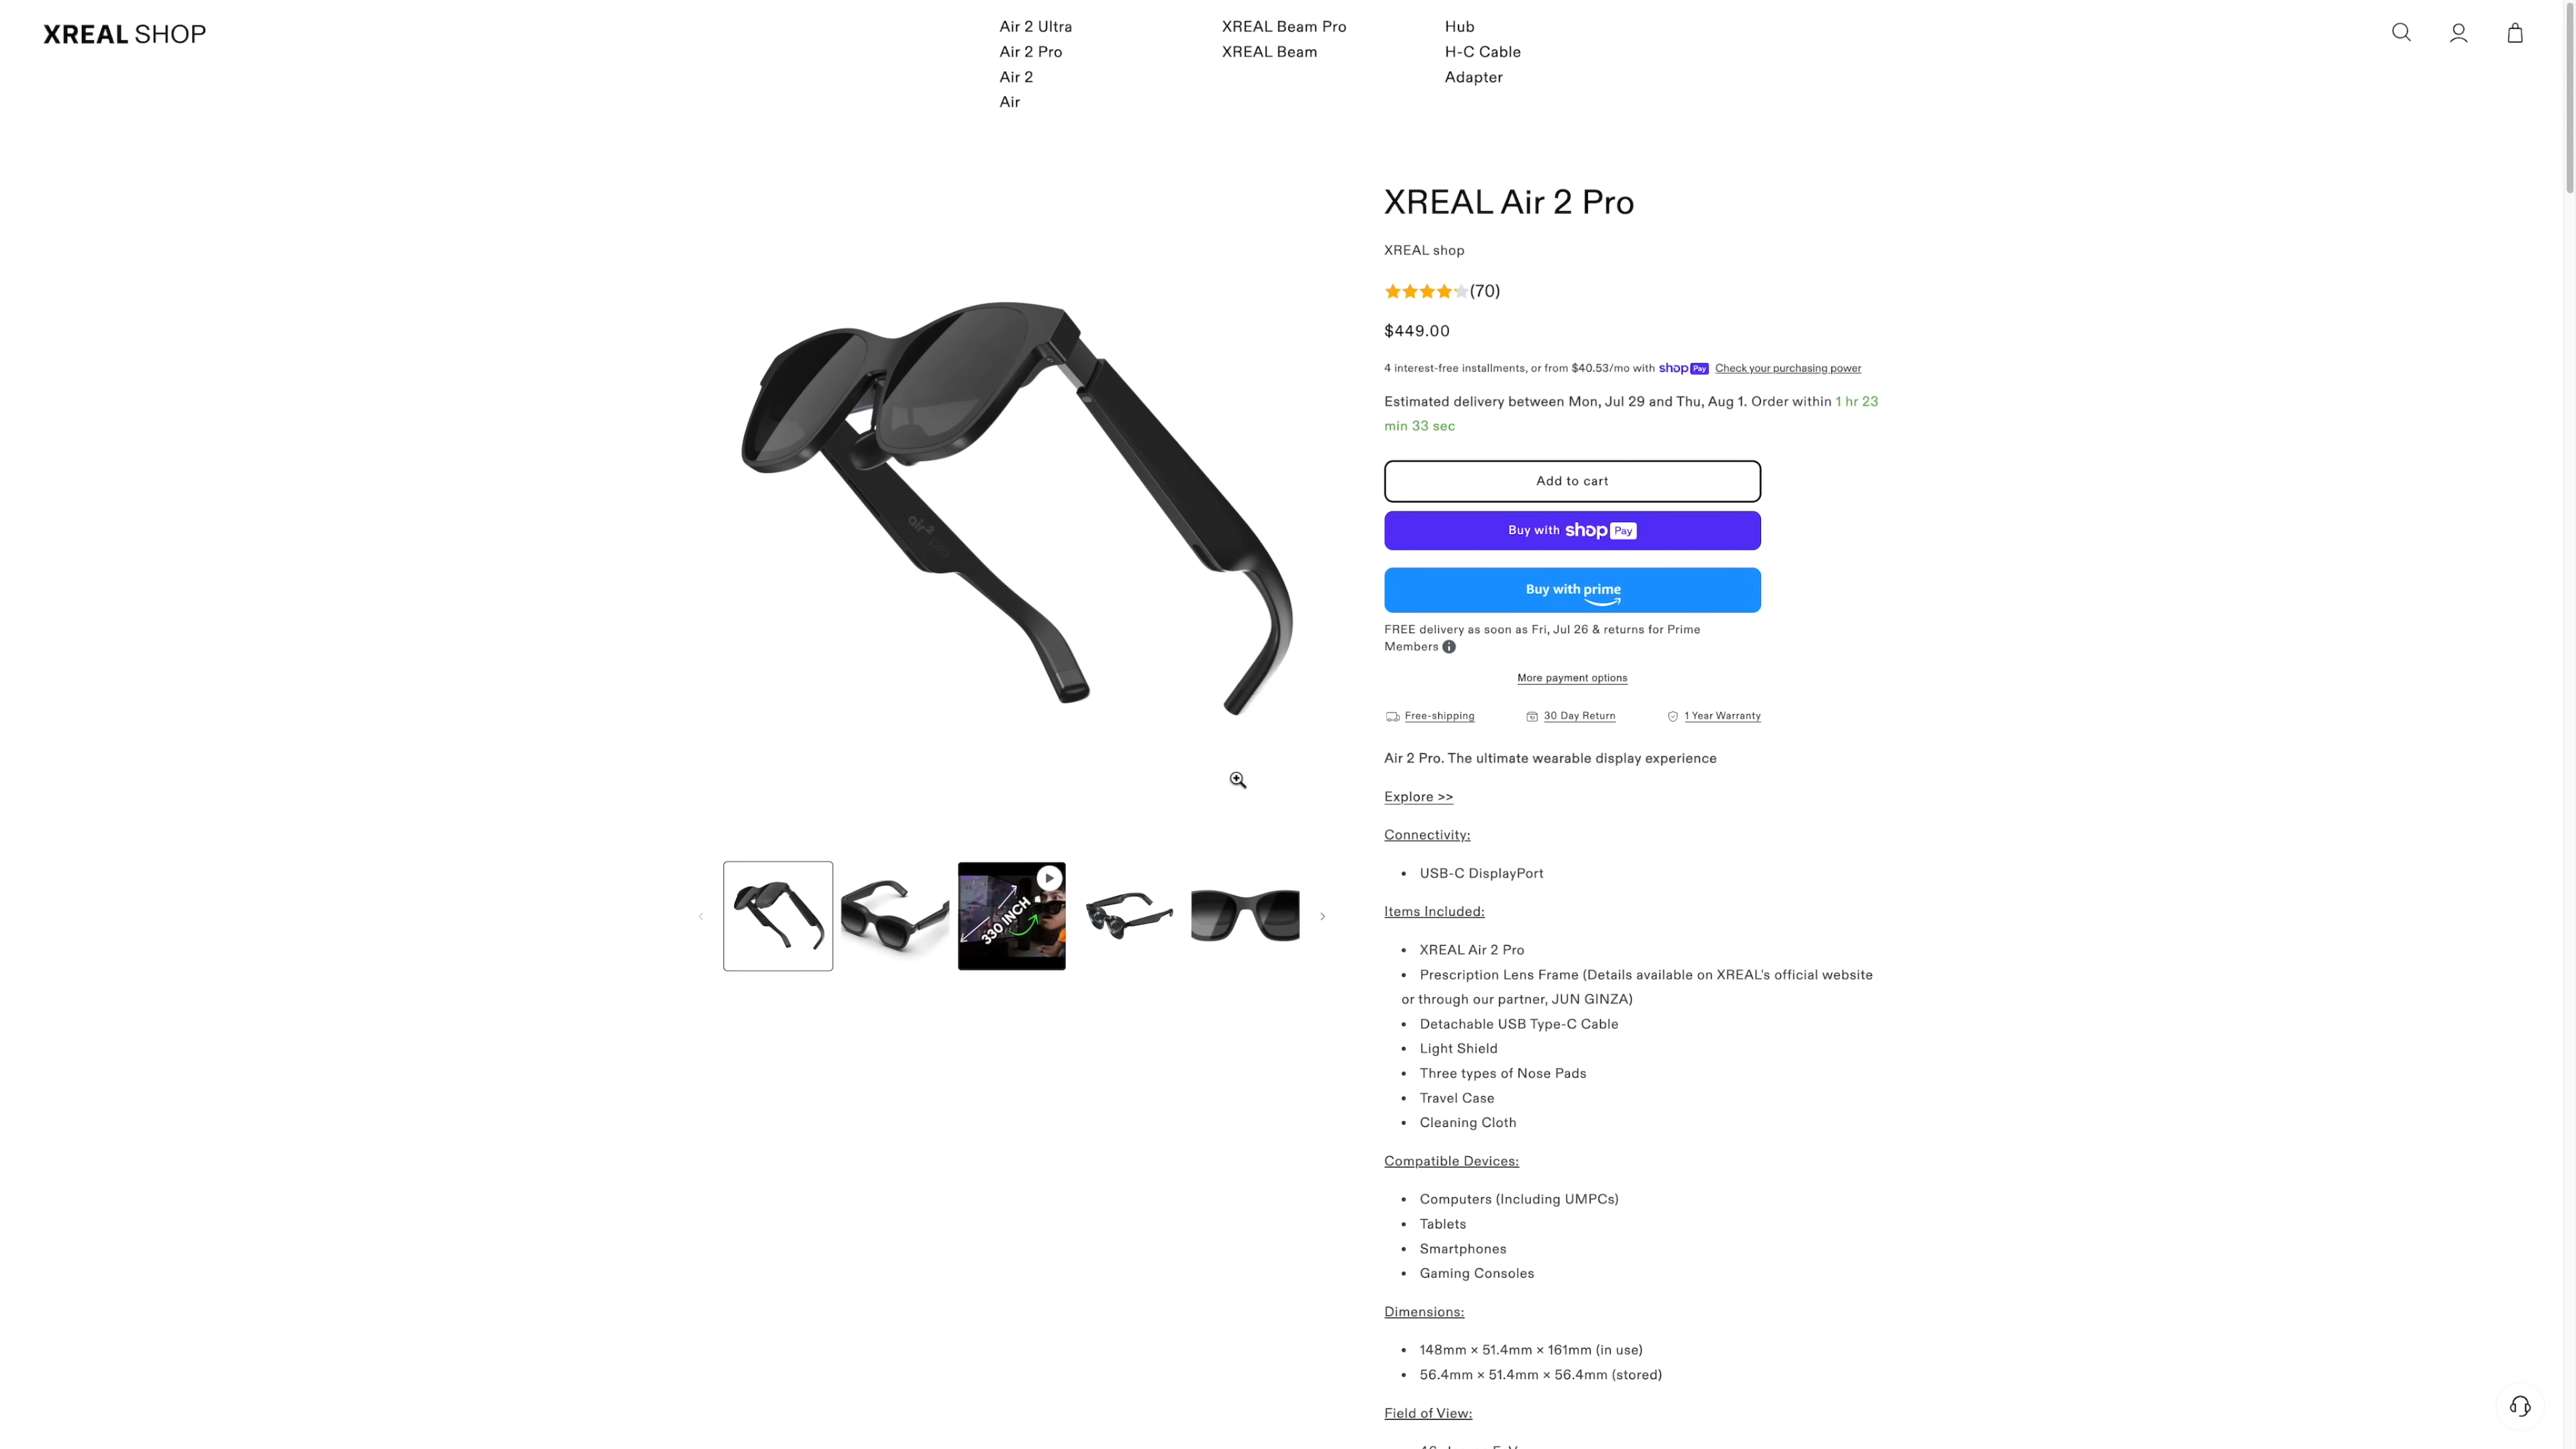 XREAL SHOP
Air 2 Ultra
Air 2 Pro
Air 2
Air
XREAL Beam Pro
XREAL Beam
Hub
H-C Cable
Adapter
XREAL Air 2 Pro
XREAL shop
(70)
$449.00
4 interest-free installments, or from $40.53/mo with shop Pay Check your purchasing power
Estimated delivery between Mon, Jul 29 and Thu, Aug 1. Order within 1 hr 23
min 33 sec
Add to cart
Buy with shop Pay
Buy with prime
FREE delivery as soon as Fri, Jul 26 & returns for Prime
Members
More payment options
Free-shipping
30 Day Return
1 Year Warranty
Air 2 Pro. The ultimate wearable display experience
Explore >>
Connectivity:
• USB-C DisplayPort
Items Included:
• XREAL Air 2 Pro
• Prescription Lens Frame (Details available on XREAL's official website
or through our partner, JUN GINZA)
• Detachable USB Type-C Cable
• Light Shield
• Three types of Nose Pads
• Travel Case
• Cleaning Cloth
Compatible Devices:
• Computers (Including UMPCs)
• Tablets
• Smartphones
• Gaming Consoles
Dimensions:
• 148mm × 51.4mm × 161mm (in use)
• 56.4mm × 51.4mm × 56.4mm (stored)
Field of View:
air² pro
330 INCH